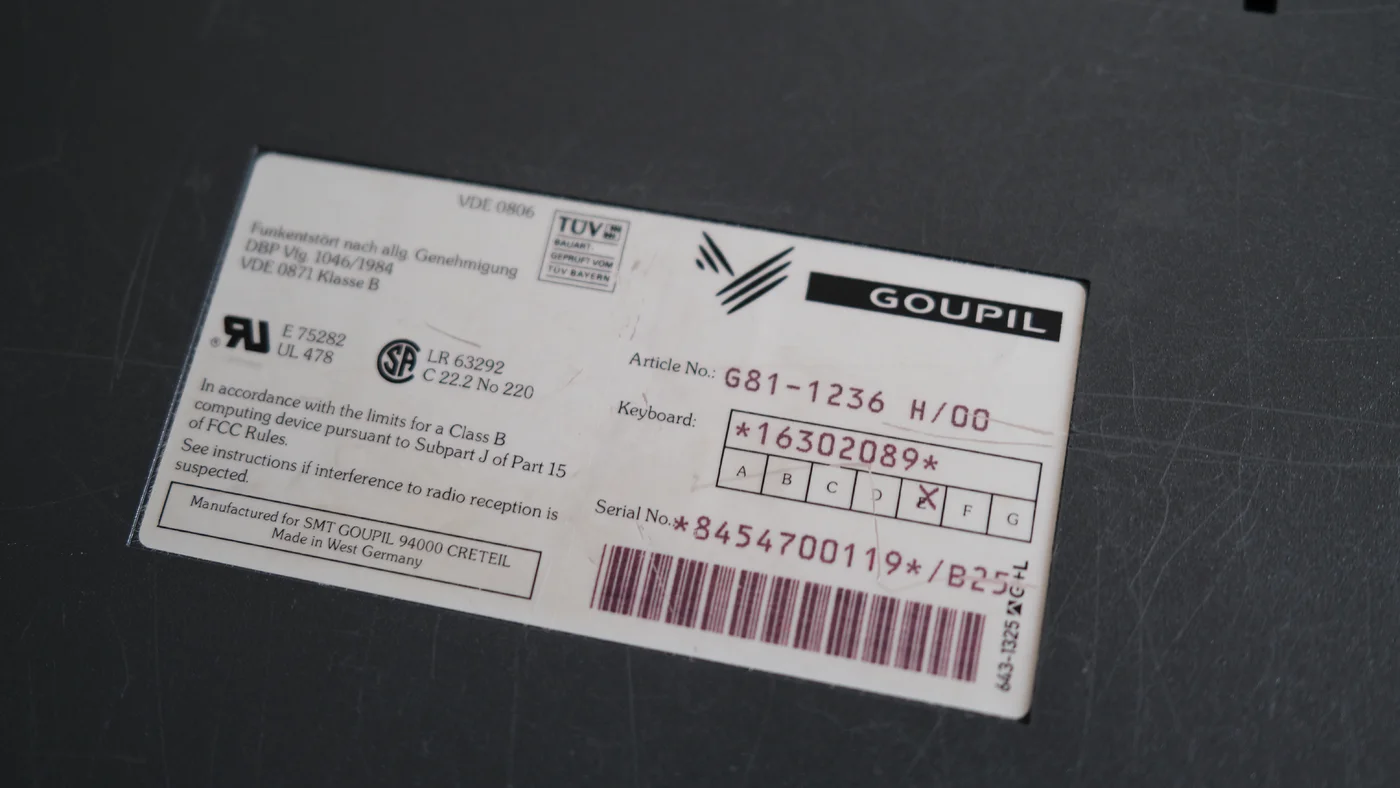 VDE 0806
TÜV
BAUART
GEPRÜFT VOM
TÜV BAYERN
Funkentstört nach allg. Genehmigung
DBP Vfg. 1046/1984
VDE 0871 Klasse B
RU
®
E 75282
UL 478
SA
LR 63292
C 22.2 No 220
In accordance with the limits for a Class B
computing device pursuant to Subpart J of Part 15
of FCC Rules.
See instructions if interference to radio reception is
suspected.
Manufactured for SMT GOUPIL 94000 CRETEIL
Made in West Germany
GOUPIL
Article No.: G81-1236 H/00
Keyboard:
*16302089*
A B C D E F G
Serial No. *8454700119*/B25
643-1325 G+L